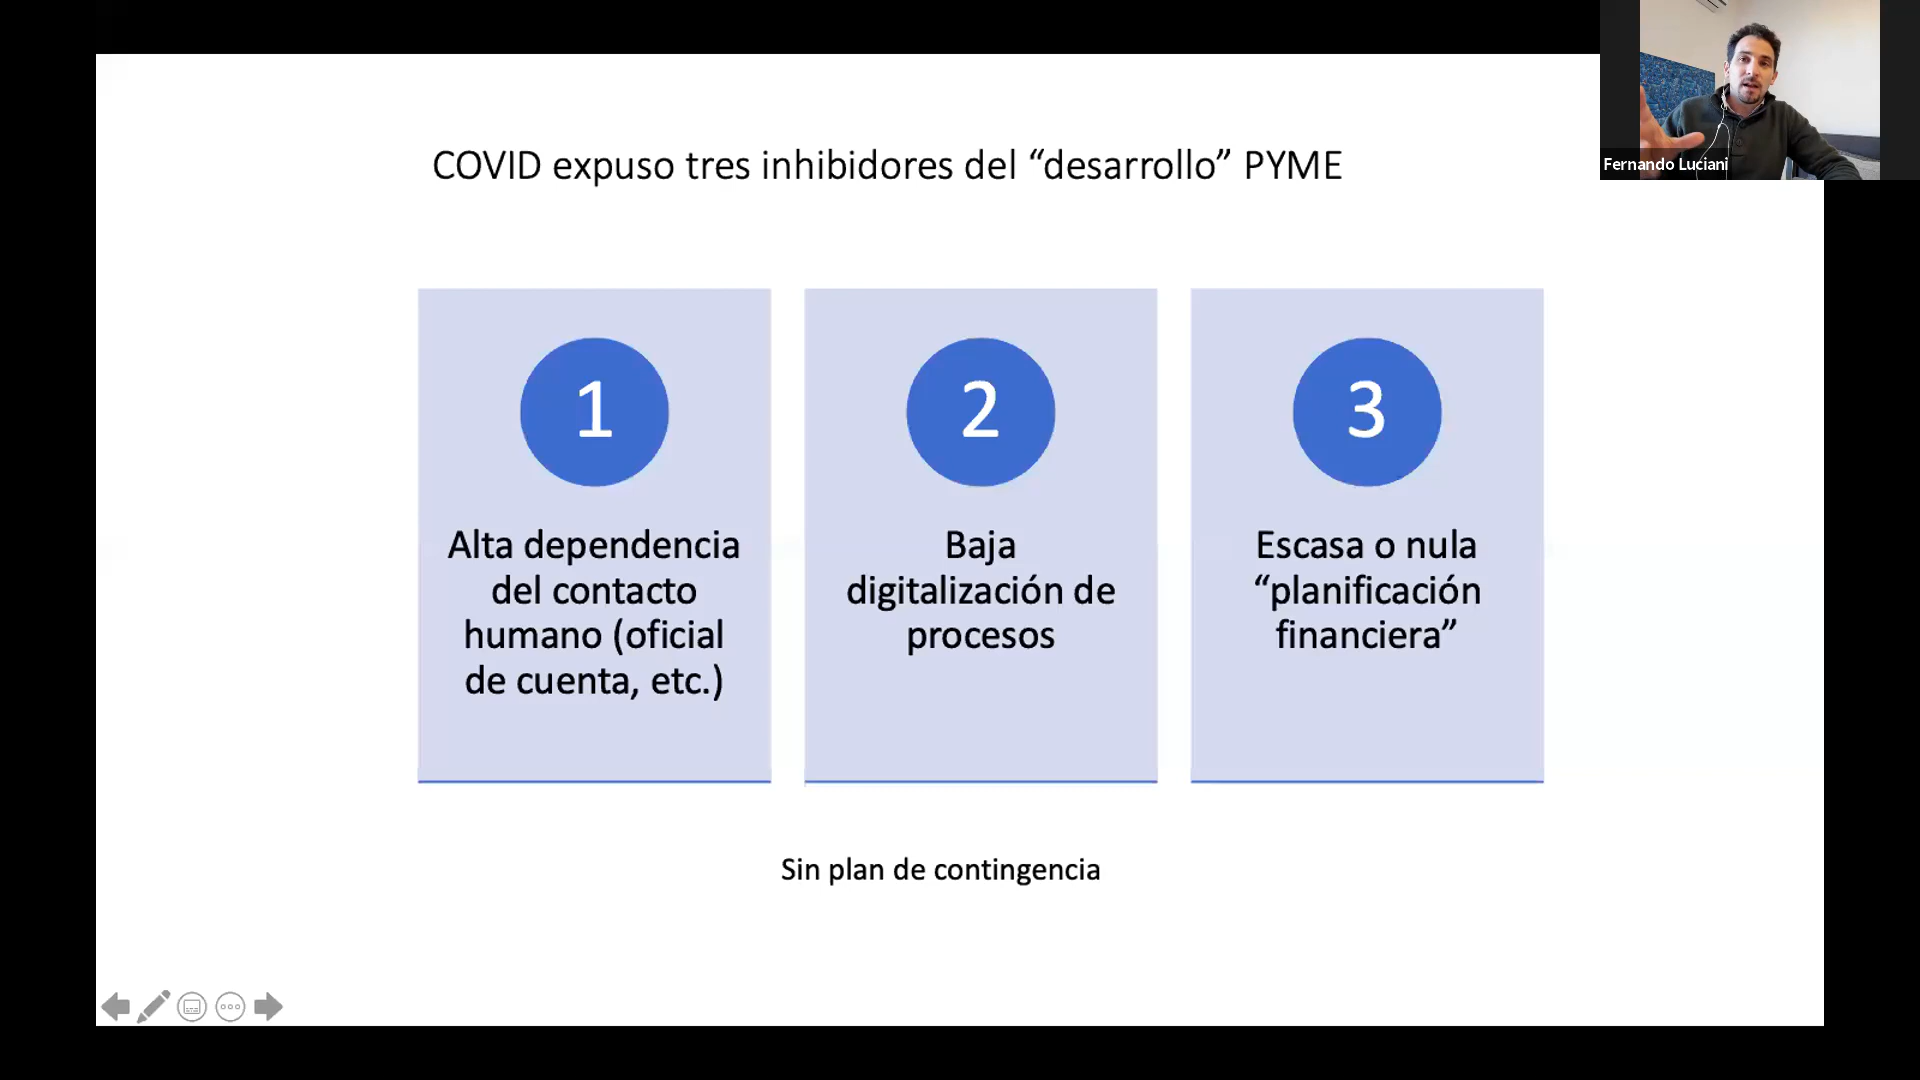 Fernando Luciani
COVID expuso tres inhibidores del “desarrollo” PYME
1
Alta dependencia
del contacto
humano (oficial
de cuenta, etc.)
2
Baja
digitalización de
procesos
3
Escasa o nula
“planificación
financiera”
Sin plan de contingencia